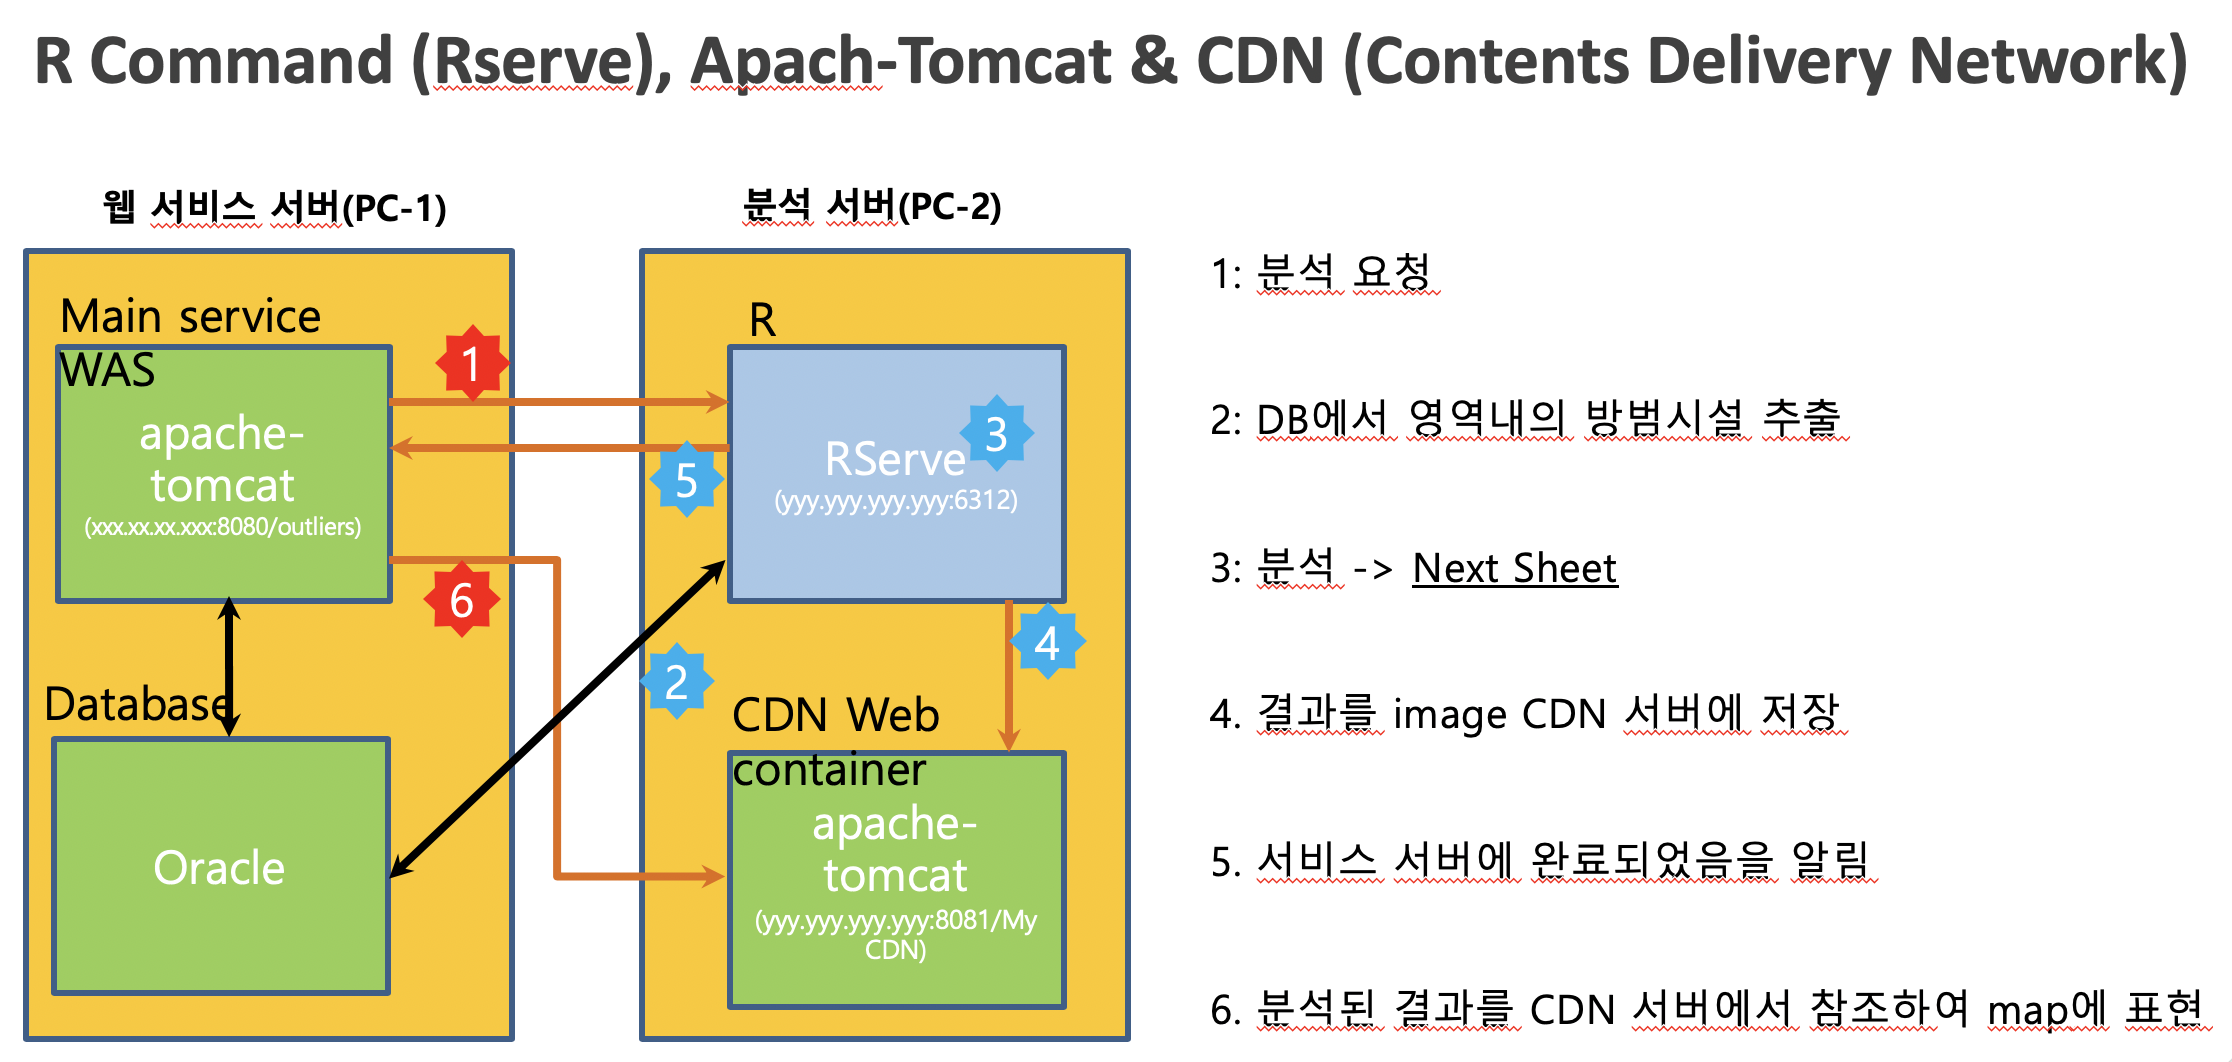 R Command (Rserve), Apach-Tomcat & CDN (Contents Delivery Network)
웹 서비스 서버(PC-1)
분석 서버(PC-2)
Main service
WAS
apache-
tomcat
(xxx.xx.xx.xxx:8080/outliers)
Database
Oracle
1
5
6
2
R
3
RServe
(yyy.yyy.yyy.yyy:6312)
4
CDN Web
container
apache-
tomcat
(yyy.yyy.yyy.yyy:8081/My
CDN)
1: 분석 요청
2: DB에서 영역내의 방범시설 추출
3: 분석 -> Next Sheet
4. 결과를 image CDN 서버에 저장
5. 서비스 서버에 완료되었음을 알림
6. 분석된 결과를 CDN 서버에서 참조하여 map에 표현